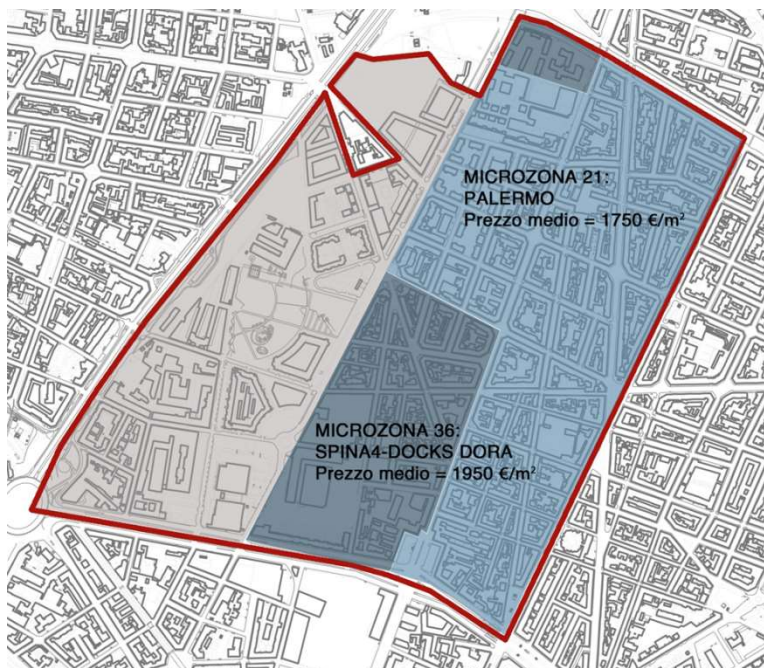 MICROZONA 21:
PALERMO
Prezzo medio = 1750 €/m²
MICROZONA 36:
SPINA4-DOCKS DORA
Prezzo medio = 1950 €/m²